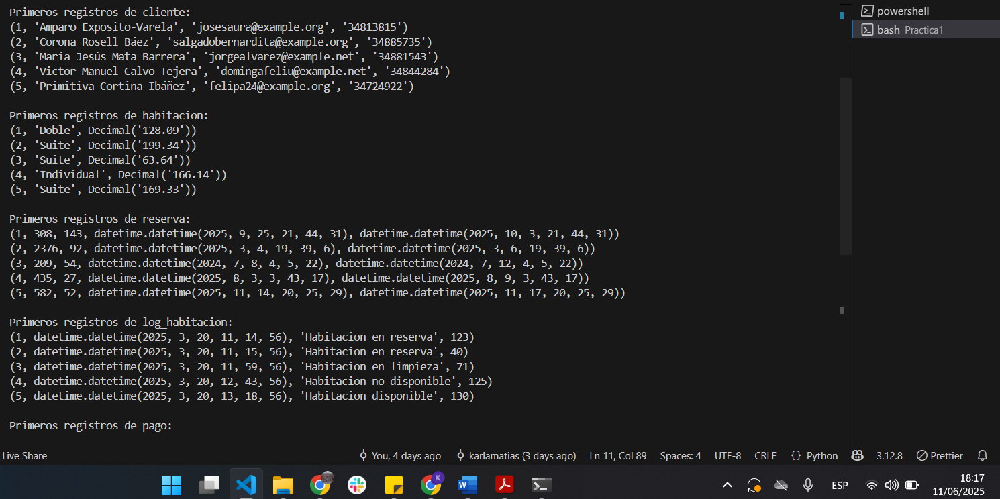 Primeros registros de cliente:
(1, 'Amparo Exposito-Varela', 'josesaura@example.org', '34813815')
(2, 'Corona Rosell Báez', 'salgadobernardita@example.org', '34885735')
(3, 'María Jesús Mata Barrera', 'jorgealvarez@example.net', '34881543')
(4, 'Victor Manuel Calvo Tejera', 'domingafeliu@example.net', '34844284')
(5, 'Primitiva Cortina Ibáñez', 'felipa24@example.org', '34724922')
Primeros registros de habitacion:
(1, 'Doble', Decimal('128.09'))
(2, 'Suite', Decimal('199.34'))
(3, 'Suite', Decimal('63.64'))
(4, 'Individual', Decimal('166.14'))
(5, 'Suite', Decimal('169.33'))
Primeros registros de reserva:
(1, 308, 143, datetime.datetime(2025, 9, 25, 21, 44, 31), datetime.datetime(2025, 10, 3, 21, 44, 31))
(2, 2376, 92, datetime.datetime(2025, 3, 4, 19, 39, 6), datetime.datetime(2025, 3, 6, 19, 39, 6))
(3, 209, 54, datetime.datetime(2024, 7, 8, 4, 5, 22), datetime.datetime(2024, 7, 12, 4, 5, 22))
(4, 435, 27, datetime.datetime(2025, 8, 3, 3, 43, 17), datetime.datetime(2025, 8, 9, 3, 43, 17))
(5, 582, 52, datetime.datetime(2025, 11, 14, 20, 25, 29), datetime.datetime(2025, 11, 17, 20, 25, 29))
Primeros registros de log_habitacion:
(1, datetime.datetime(2025, 3, 20, 11, 14, 56), 'Habitacion en reserva', 123)
(2, datetime.datetime(2025, 3, 20, 11, 15, 56), 'Habitacion en reserva', 40)
(3, datetime.datetime(2025, 3, 20, 11, 59, 56), 'Habitacion en limpieza', 71)
(4, datetime.datetime(2025, 3, 20, 12, 43, 56), 'Habitacion no disponible', 125)
(5, datetime.datetime(2025, 3, 20, 13, 18, 56), 'Habitacion disponible', 130)
Primeros registros de pago:
powershell
bash Practica1
Live Share You, 4 days ago karlamatias (3 days ago) Ln 11, Col 89 Spaces: 4 UTF-8 CRLF {} Python 3.12.8 Prettier
K
W
ESP
18:17
11/06/2025